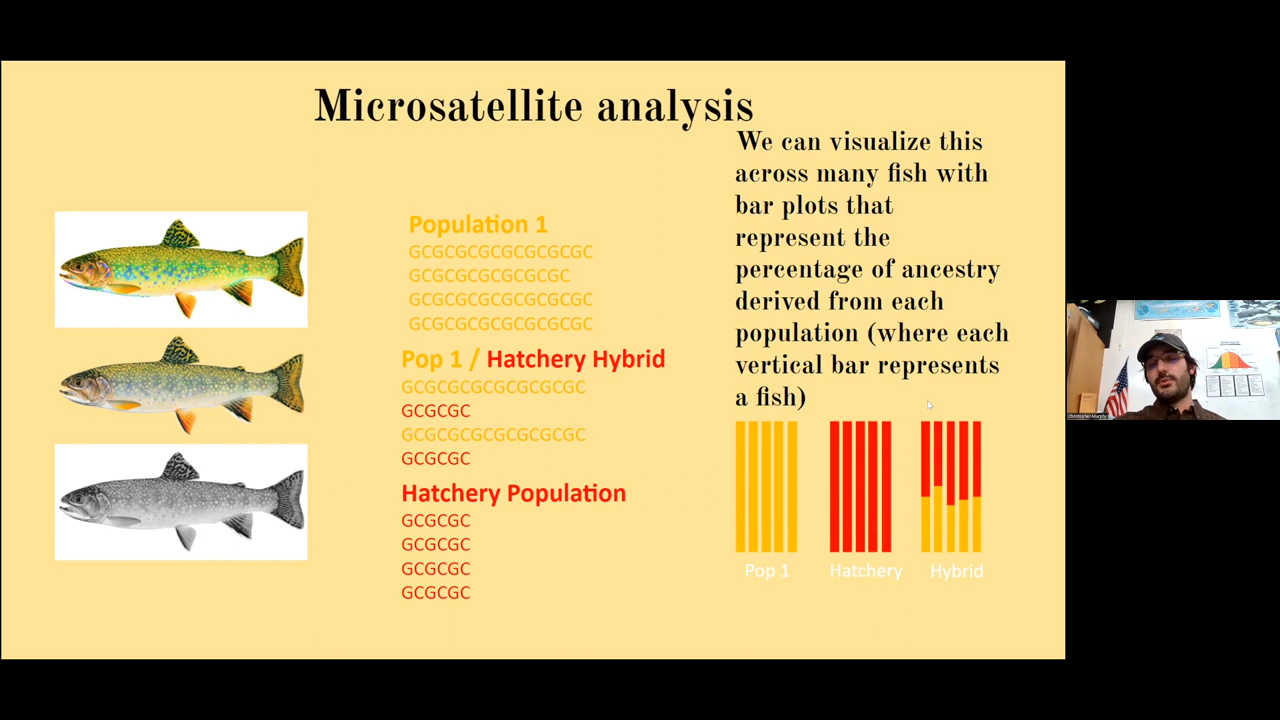 Microsatellite analysis
We can visualize this
across many fish with
bar plots that
represent the
percentage of ancestry
derived from each
population (where each
vertical bar represents
a fish)
Population 1
GCGCGCGCGCGCGCGC
GCGCGCGCGCGCGC
GCGCGCGCGCGCGCGC
GCGCGCGCGCGCGCGC
Pop 1 / Hatchery Hybrid
GCGCGCGCGCGCGCGC
GCGCGC
GCGCGCGCGCGCGCGC
GCGCGC
Hatchery Population
GCGCGC
GCGCGC
GCGCGC
GCGCGC
Pop 1
Hatchery
Hybrid
Christopher Murphy